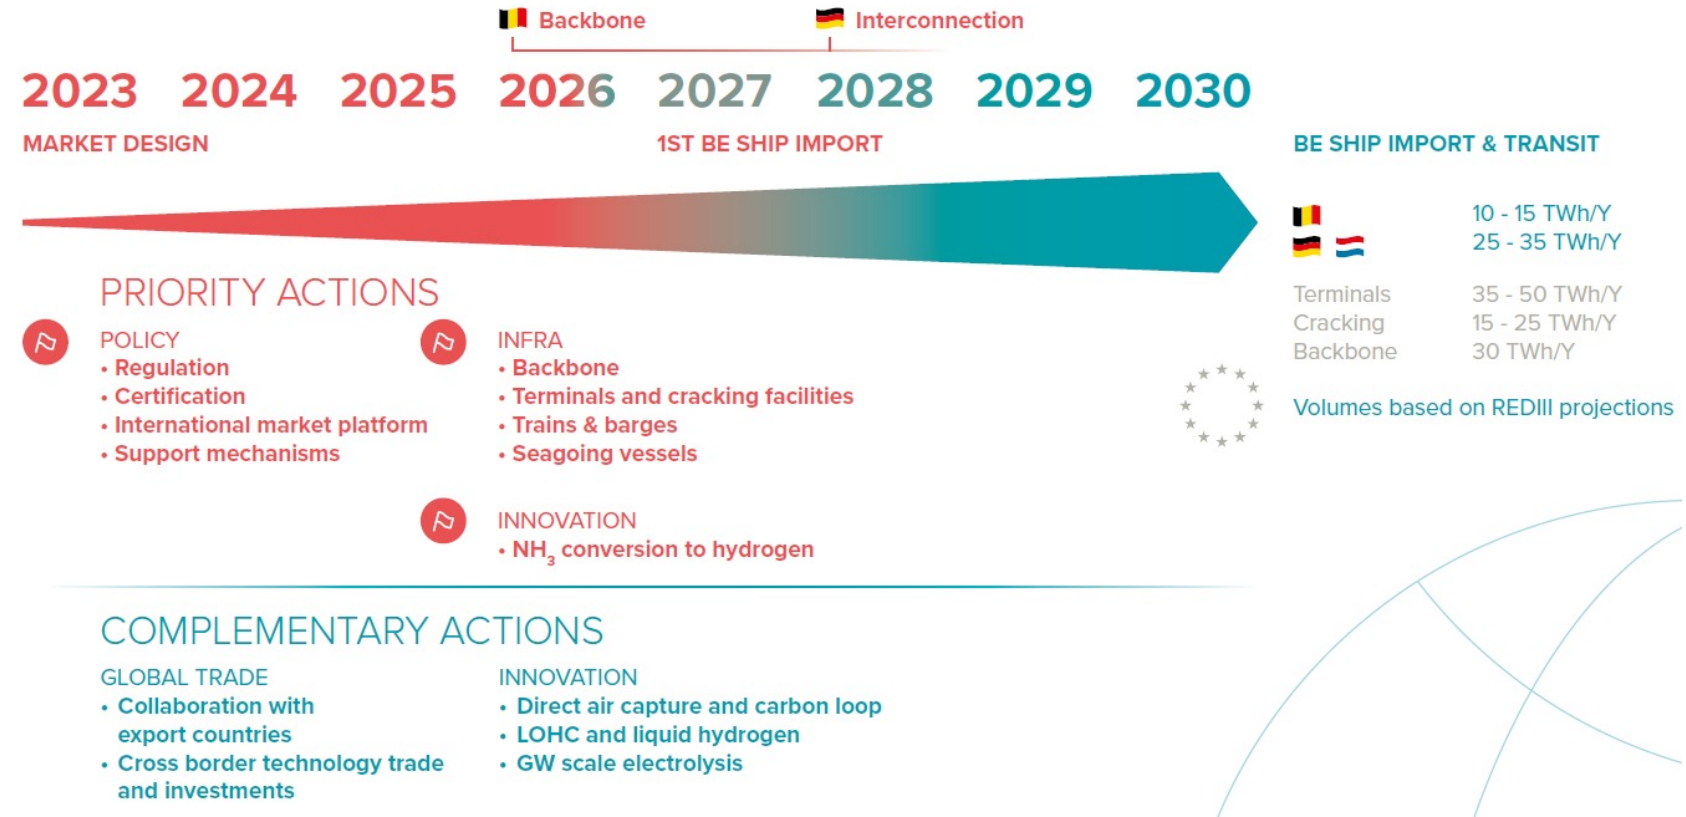 Backbone
Interconnection
2023 2024 2025 2026 2027 2028 2029 2030
MARKET DESIGN
1ST BE SHIP IMPORT
BE SHIP IMPORT & TRANSIT
10 - 15 TWh/Y
25 - 35 TWh/Y
Terminals 35 - 50 TWh/Y
Cracking 15 - 25 TWh/Y
Backbone 30 TWh/Y
Volumes based on REDIII projections
PRIORITY ACTIONS
POLICY
• Regulation
• Certification
• International market platform
• Support mechanisms
INFRA
• Backbone
• Terminals and cracking facilities
• Trains & barges
• Seagoing vessels
INNOVATION
• NH₃ conversion to hydrogen
COMPLEMENTARY ACTIONS
GLOBAL TRADE
• Collaboration with
export countries
• Cross border technology trade
and investments
INNOVATION
• Direct air capture and carbon loop
• LOHC and liquid hydrogen
• GW scale electrolysis